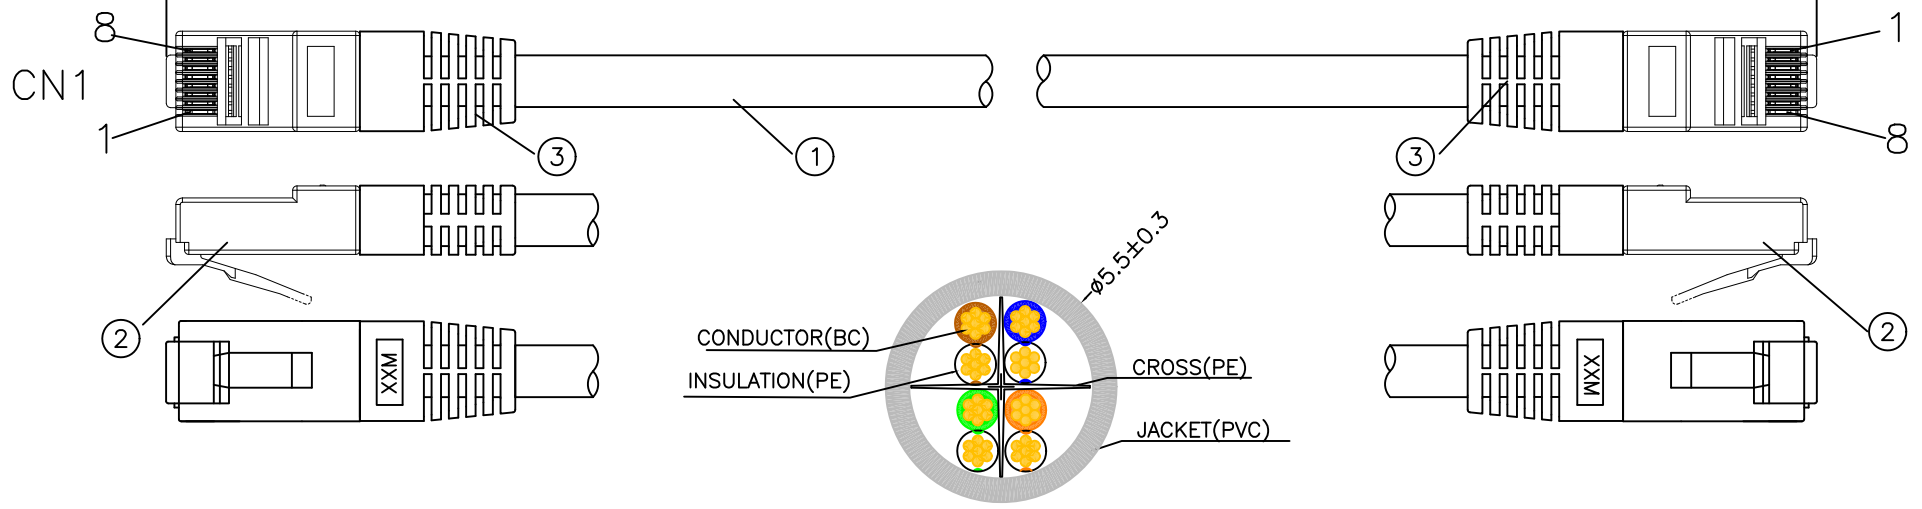 8
1
CN1
1
8
3
1
3
ø5.5±0.3
2
2
CONDUCTOR(BC)
INSULATION(PE)
CROSS(PE)
JACKET(PVC)
XXM
XXM